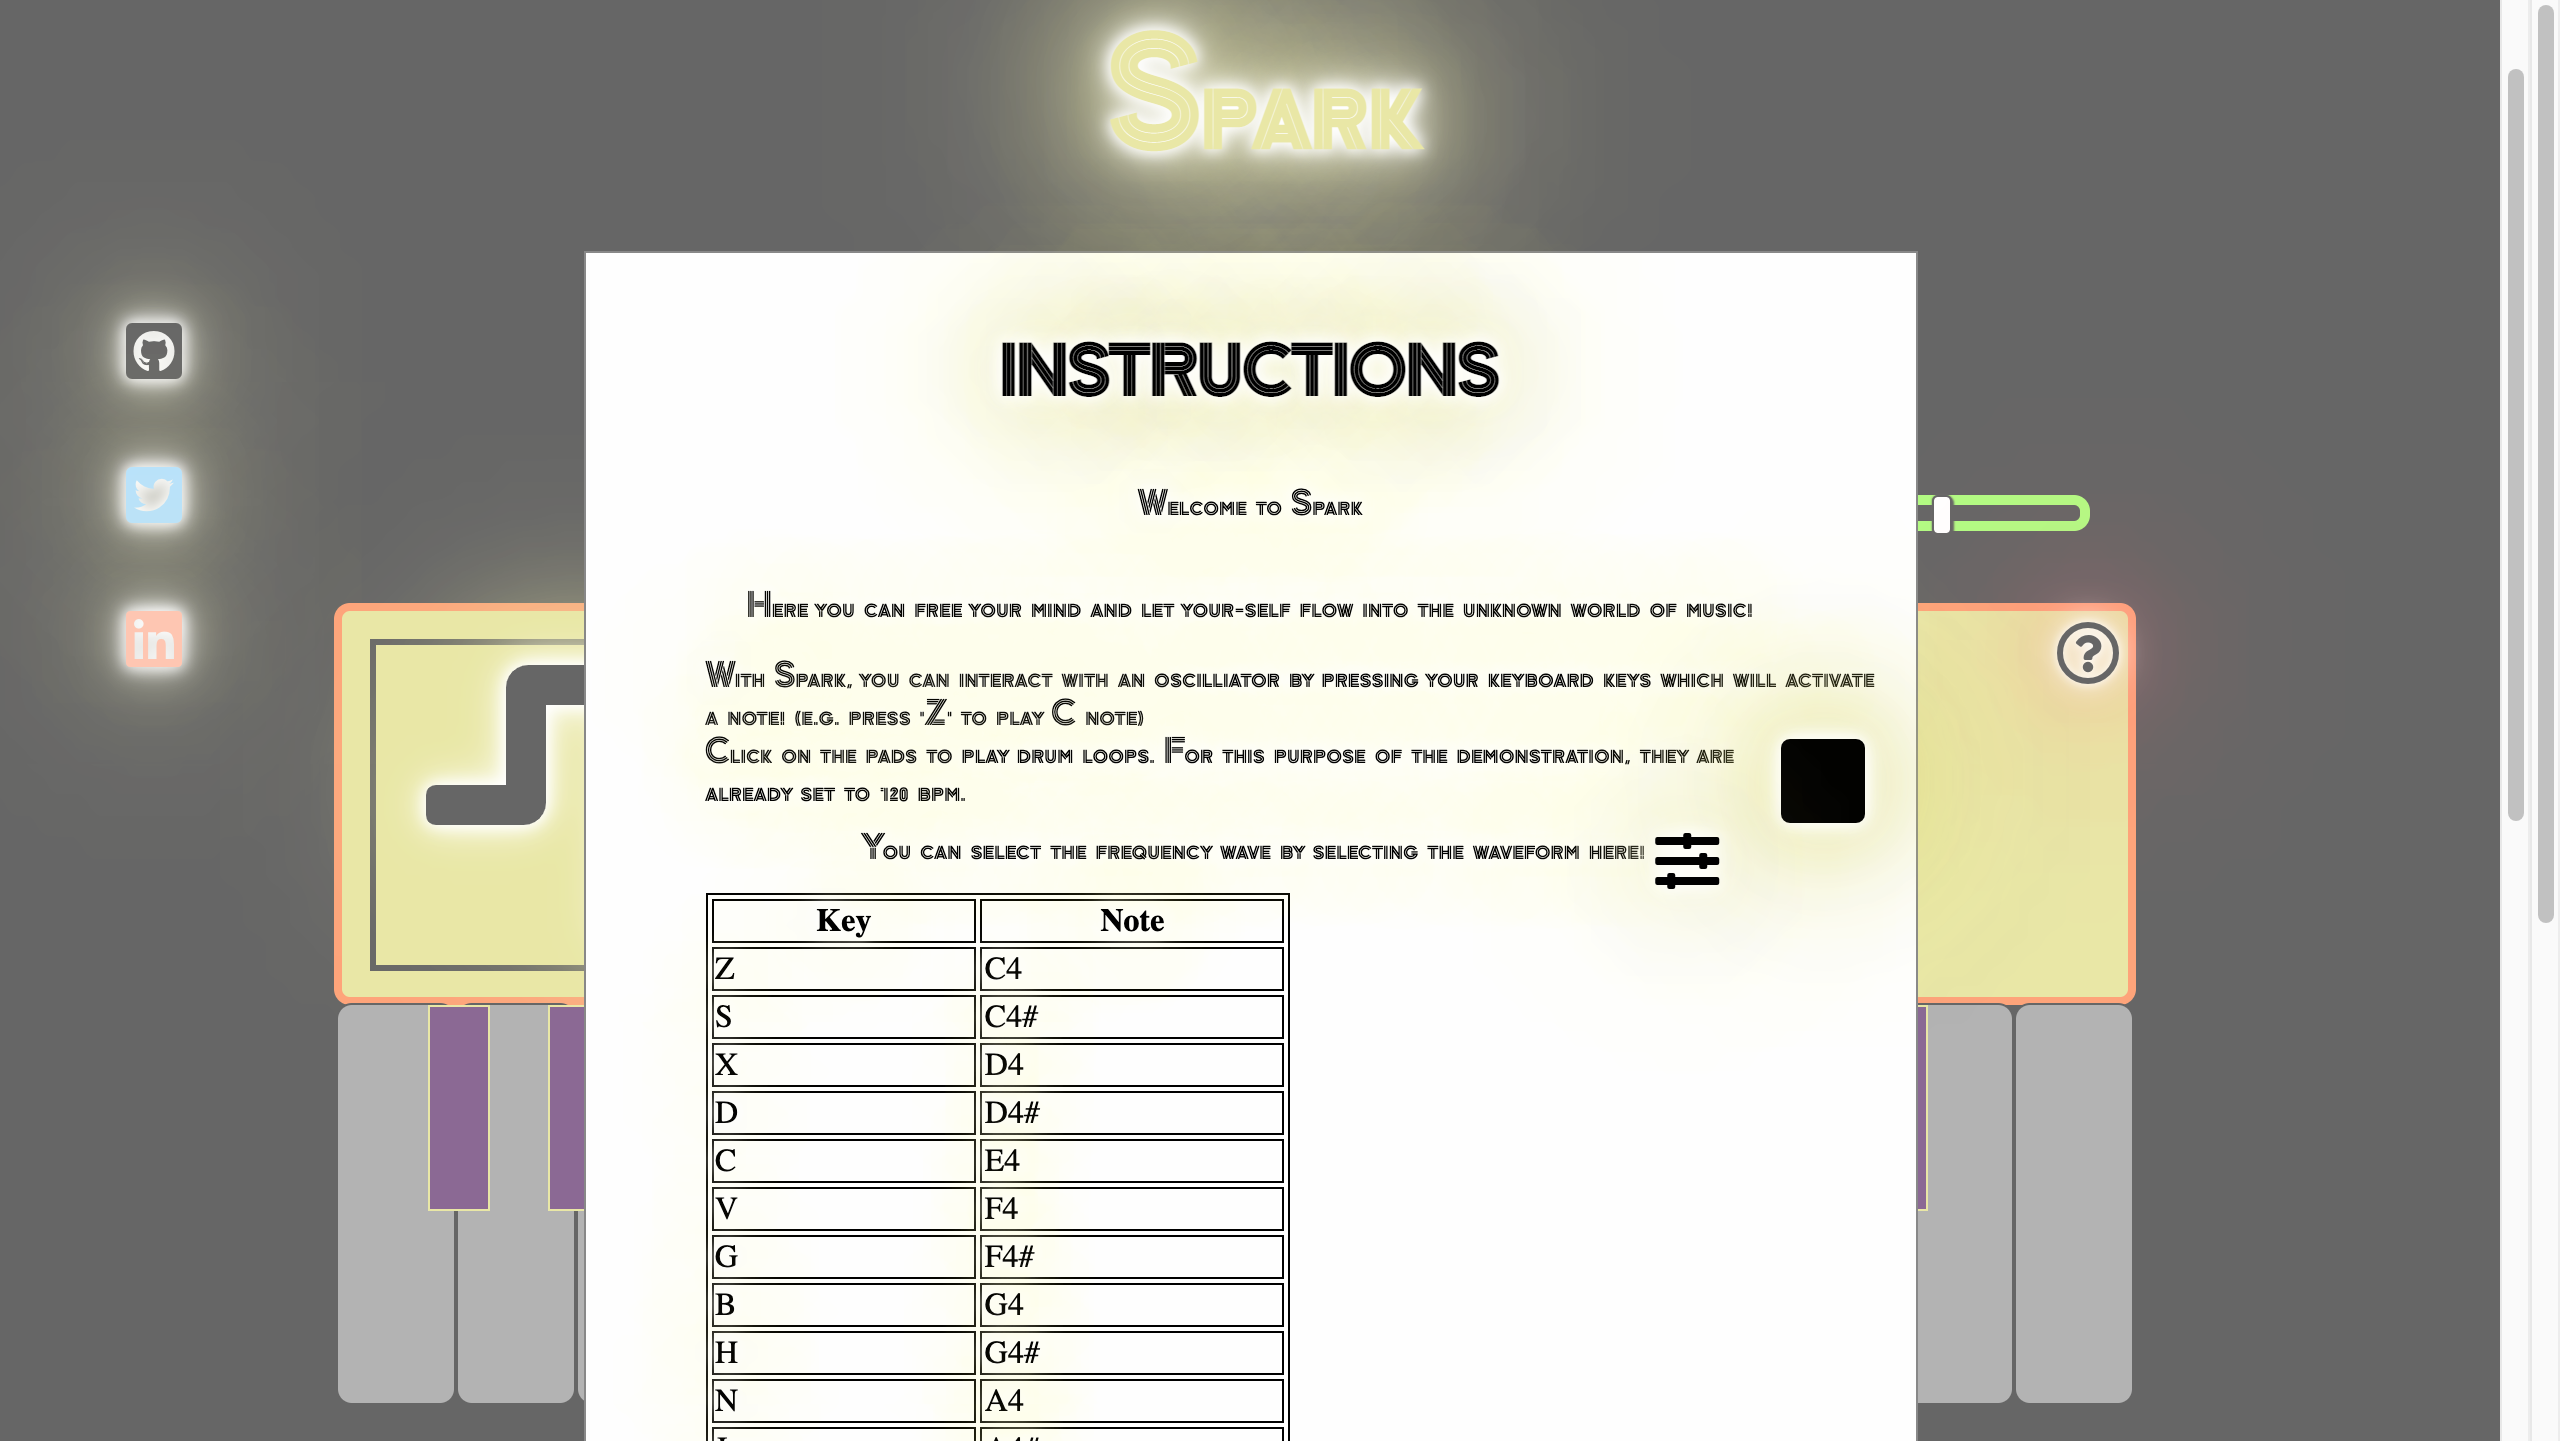 Spark
INSTRUCTIONS
Welcome to Spark
Here you can free your mind and let your-self flow into the unknown world of music!
With Spark, you can interact with an oscilliator by pressing your keyboard keys which will activate
a note! (e.g. press "Z" to play C note)
Click on the pads to play drum loops. For this purpose of the demonstration, they are
already set to 120 bpm.
You can select the frequency wave by selecting the waveform here!
Key Note
Z C4
S C4#
X D4
D D4#
C E4
V F4
G F4#
B G4
H G4#
N A4